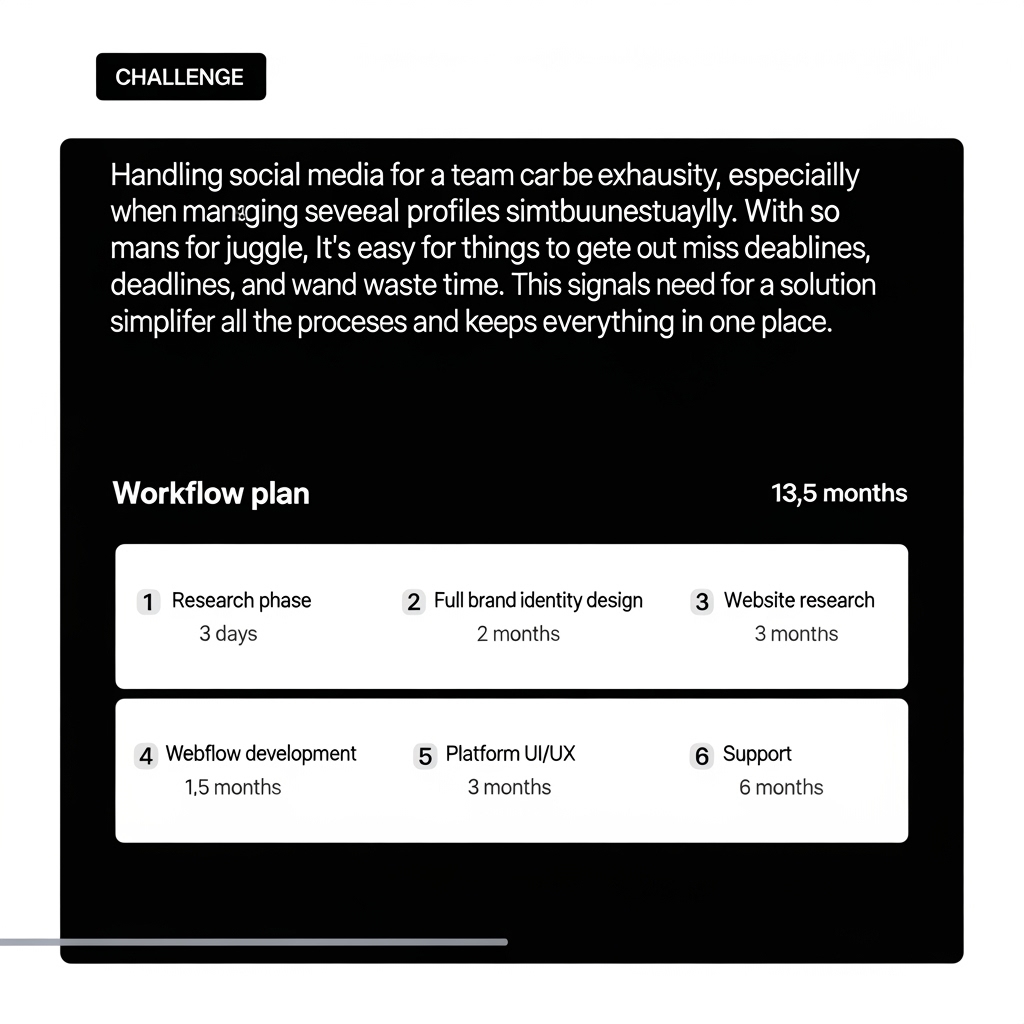 CHALLENGE
Handling social media for a team car be exhausity, especiailly
when managing seveeal profiles simtbuunestuaylly. With so
mans for juggle, It's easy for things to gete out miss deablines,
deadlines, and wand waste time. This signals need for a solution
simplifer all the proceses and keeps everything in one place.
Workflow plan
13,5 months
1 Research phase
3 days
2 Full brand identity design
2 months
3 Website research
3 months
4 Webflow development
1,5 months
5 Platform UI/UX
3 months
6 Support
6 months